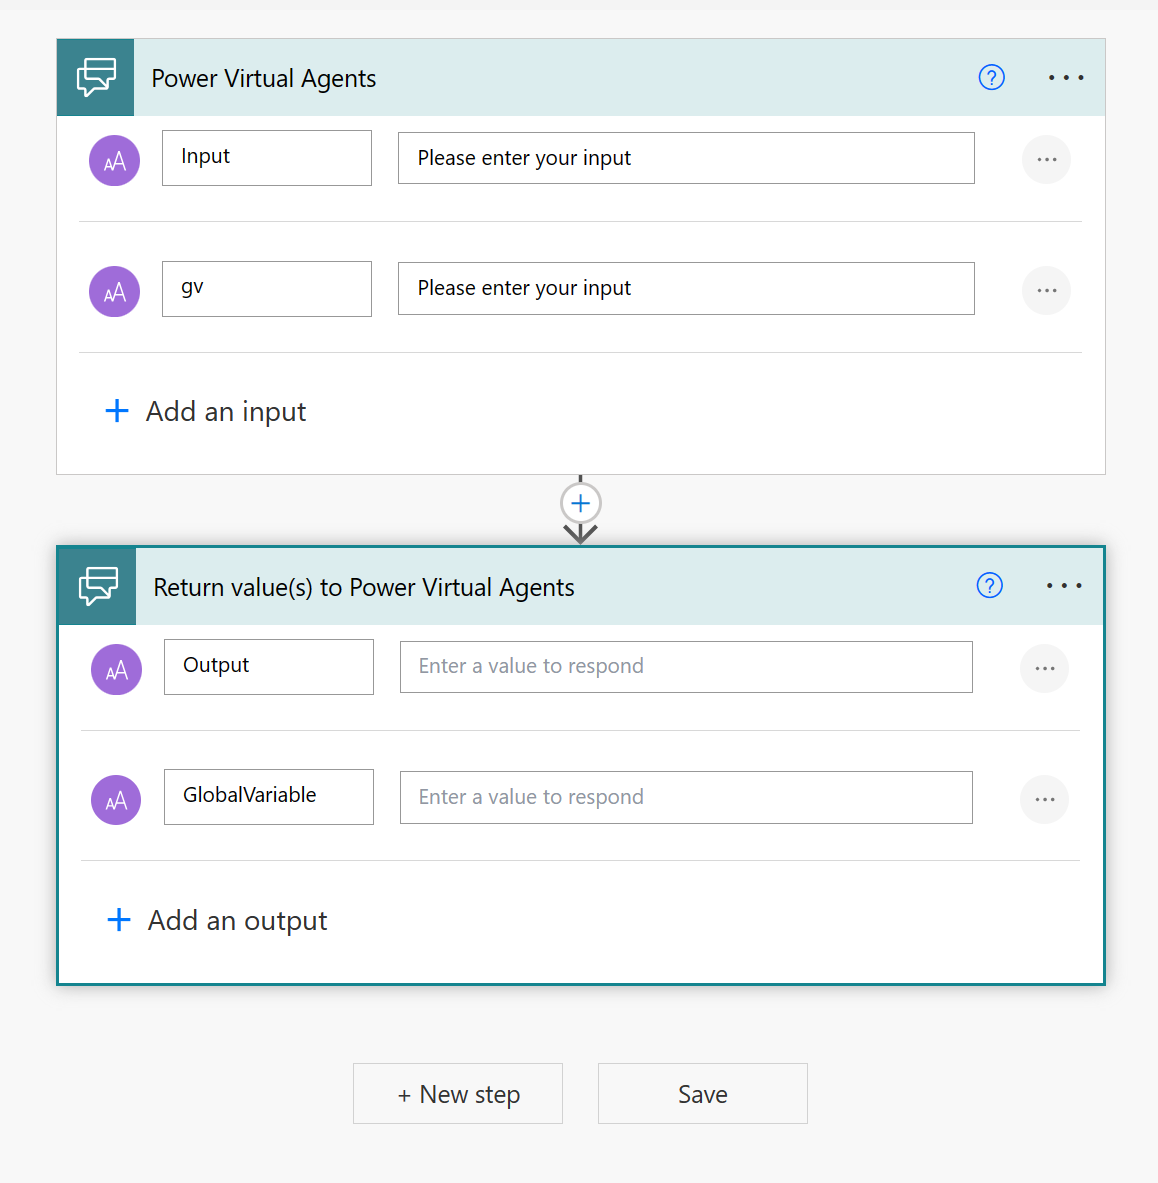 Power Virtual Agents
Input Please enter your input
gv Please enter your input
Add an input
Return value(s) to Power Virtual Agents
Output Enter a value to respond
GlobalVariable Enter a value to respond
Add an output
+ New step Save